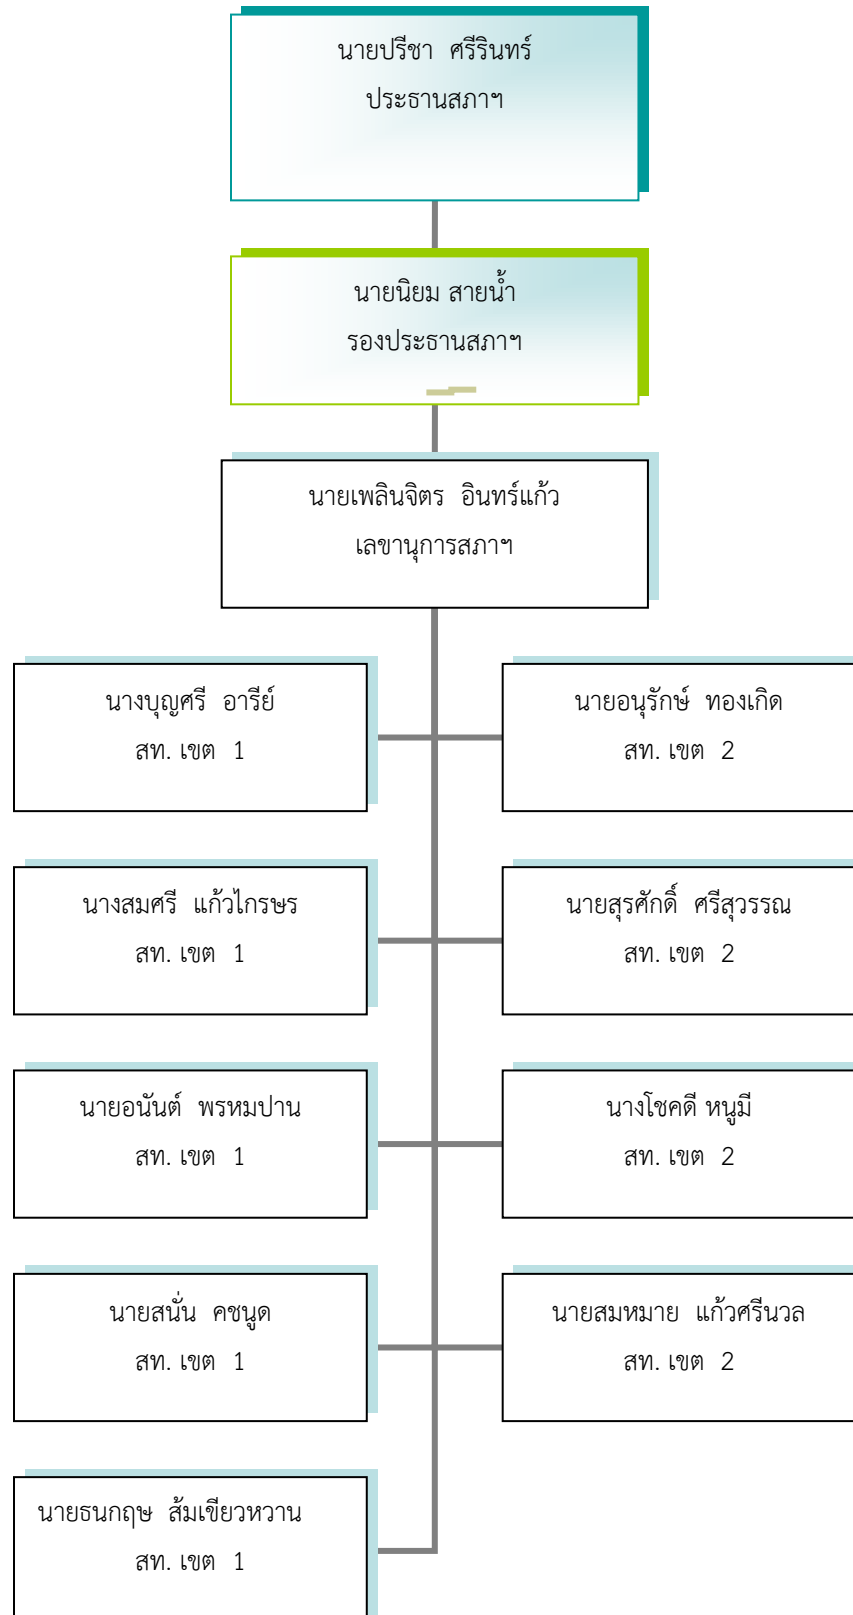 นายปรีชา ศรีรินทร์
ประธานสภาฯ
นายนิยม สายน้ำ
รองประธานสภาฯ
นายเพลินจิตร อินทร์แก้ว
เลขานุการสภาฯ
นางบุญศรี อารีย์
สท. เขต 1
นายอนุรักษ์ ทองเกิด
สท. เขต 2
นางสมศรี แก้วไกรษร
สท. เขต 1
นายสุรศักดิ์ ศรีสุวรรณ
สท. เขต 2
นายอนันต์ พรหมปาน
สท. เขต 1
นางโชคดี หนูมี
สท. เขต 2
นายสนั่น คชนูด
สท. เขต 1
นายสมหมาย แก้วศรีนวล
สท. เขต 2
นายธนกฤษ ส้มเขียวหวาน
สท. เขต 1